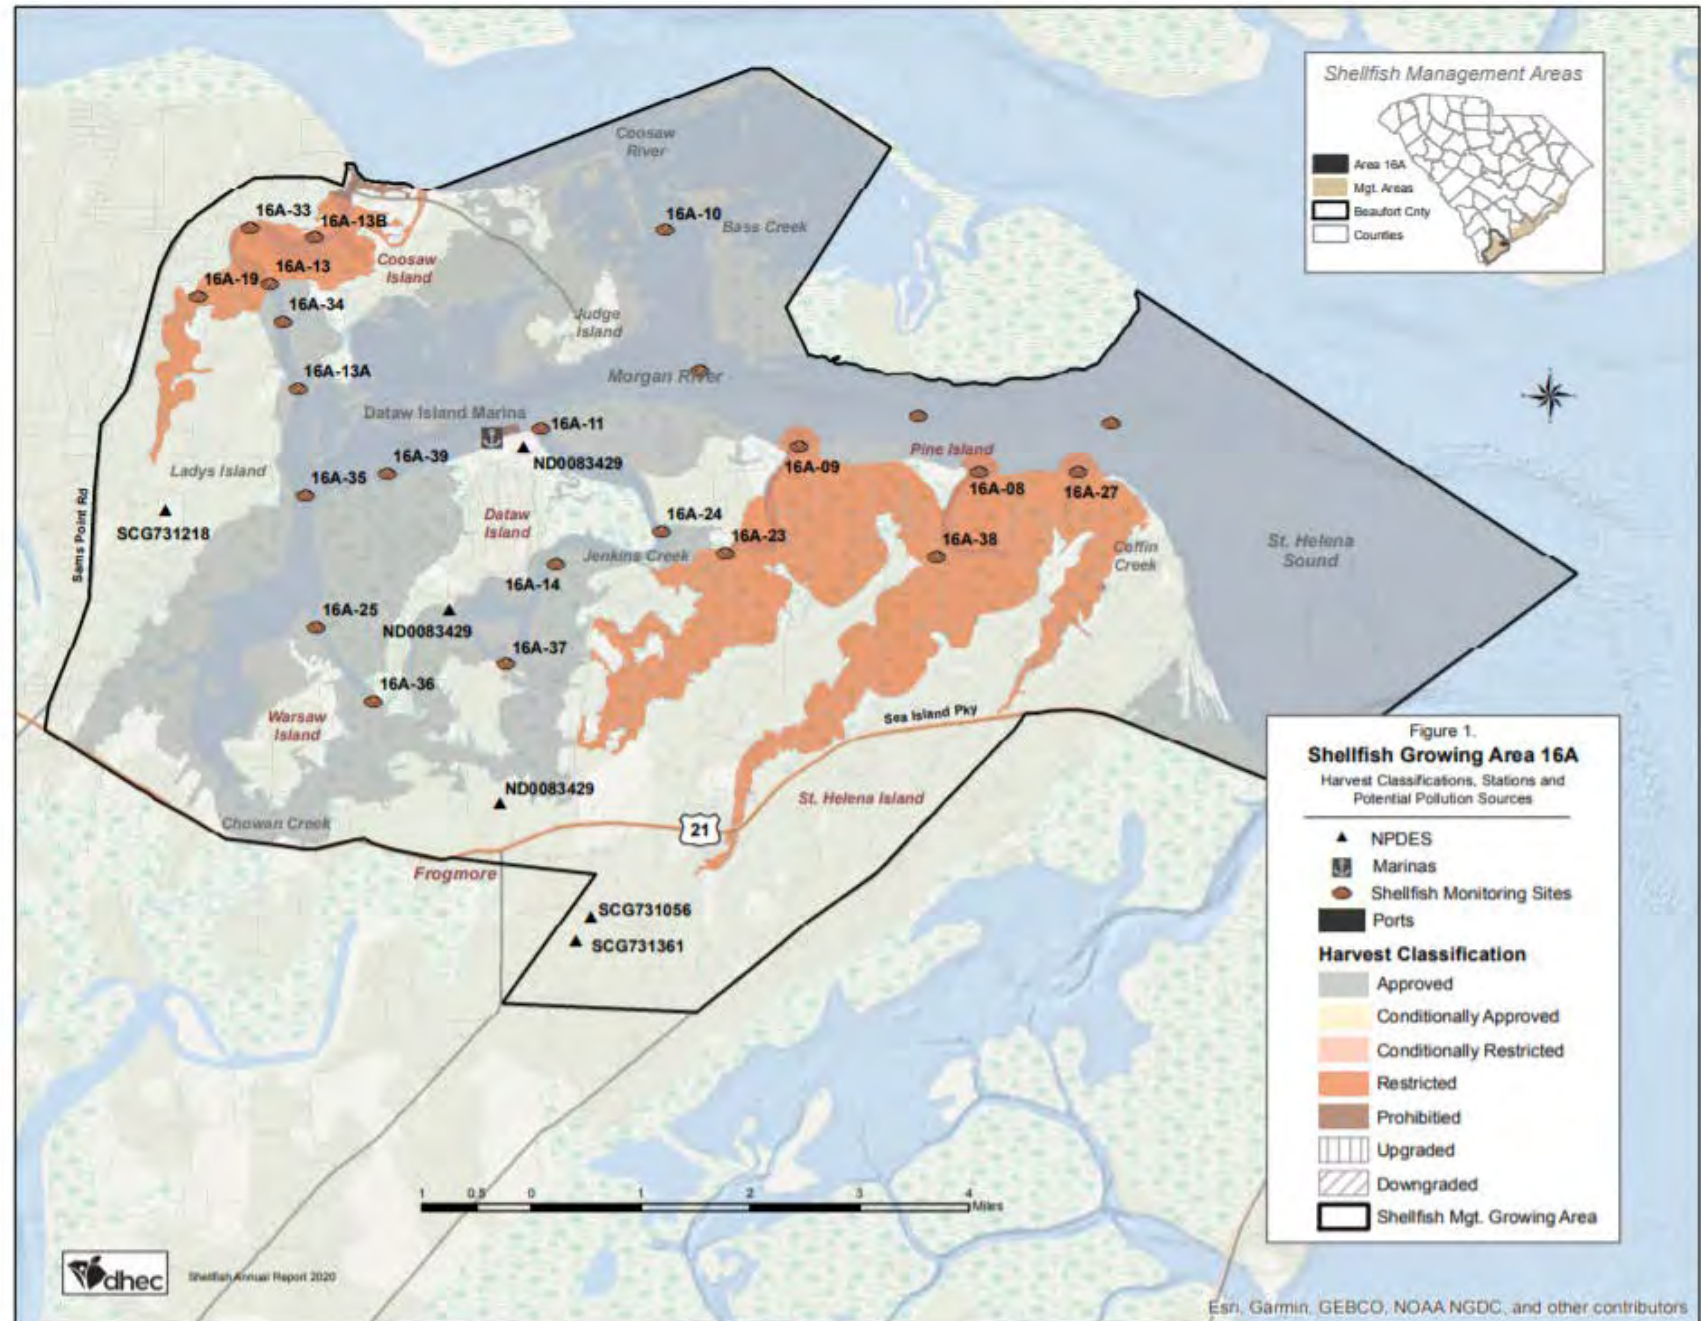 Shellfish Management Areas
Area 16A
Mgt. Areas
Beaufort Cnty
Counties
Coosaw
River
16A-10
Bass Creek
16A-33
16A-13B
Coosaw
Island
16A-13
16A-19
16A-34
Judge
Island
16A-13A
Morgan River
Dataw Island Marina
16A-11
ND0083429
Pine Island
16A-09
16A-08
16A-27
Ladys Island
16A-39
16A-35
SCG731218
Sams Point Rd
Dataw
Island
16A-24
16A-23
16A-38
Jenkins Creek
Coffin
Creek
St. Helena
Sound
16A-14
16A-25
ND0083429
16A-37
16A-36
Warsaw
Island
Sea Island Pky
ND0083429
St. Helena Island
Chowan Creek
21
Frogmore
SCG731056
SCG731361
Figure 1.
Shellfish Growing Area 16A
Harvest Classifications, Stations and
Potential Pollution Sources
NPDES
Marinas
Shellfish Monitoring Sites
Ports
Harvest Classification
Approved
Conditionally Approved
Conditionally Restricted
Restricted
Prohibitied
Upgraded
Downgraded
Shellfish Mgt. Growing Area
1 0.5 0 1 2 3 4
Miles
dhec
Shellfish Annual Report 2020
Esri, Garmin, GEBCO, NOAA NGDC, and other contributors